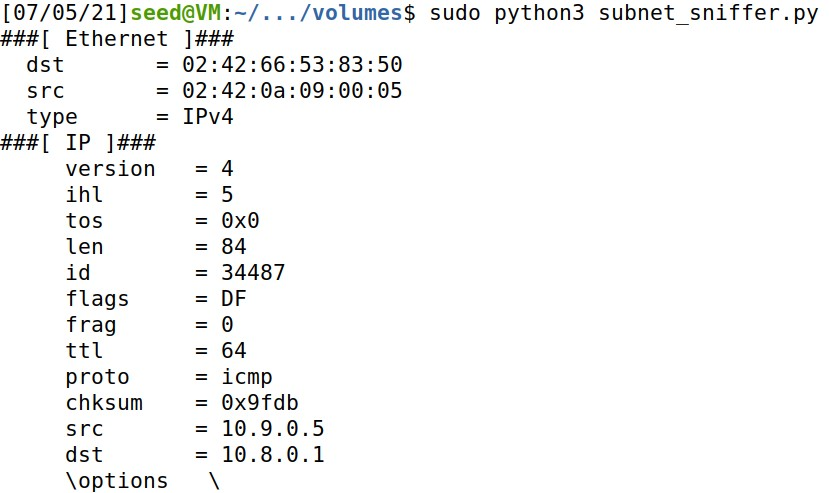 [07/05/21]seed@VM:~/.../volumes$ sudo python3 subnet_sniffer.py
###[ Ethernet ]###
  dst       = 02:42:66:53:83:50
  src       = 02:42:0a:09:00:05
  type      = IPv4
###[ IP ]###
     version   = 4
     ihl       = 5
     tos       = 0x0
     len       = 84
     id        = 34487
     flags     = DF
     frag      = 0
     ttl       = 64
     proto     = icmp
     chksum    = 0x9fdb
     src       = 10.9.0.5
     dst       = 10.8.0.1
     \options   \